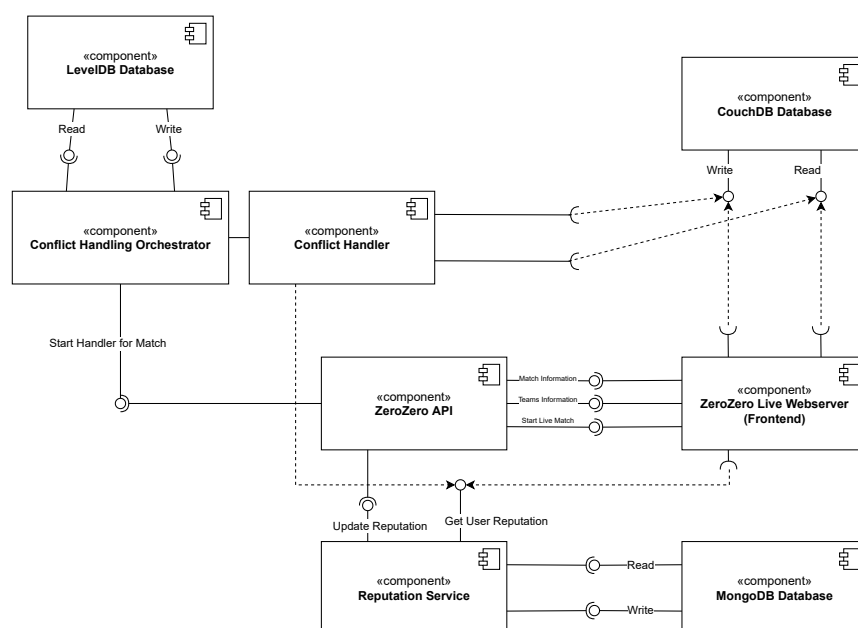 «component»
LevelDB Database
«component»
CouchDB Database
Read
Write
Write
Read
«component»
Conflict Handling Orchestrator
«component»
Conflict Handler
Start Handler for Match
«component»
ZeroZero API
Match Information
Teams Information
Start Live Match
«component»
ZeroZero Live Webserver
(Frontend)
Update Reputation
Get User Reputation
«component»
Reputation Service
Read
Write
«component»
MongoDB Database